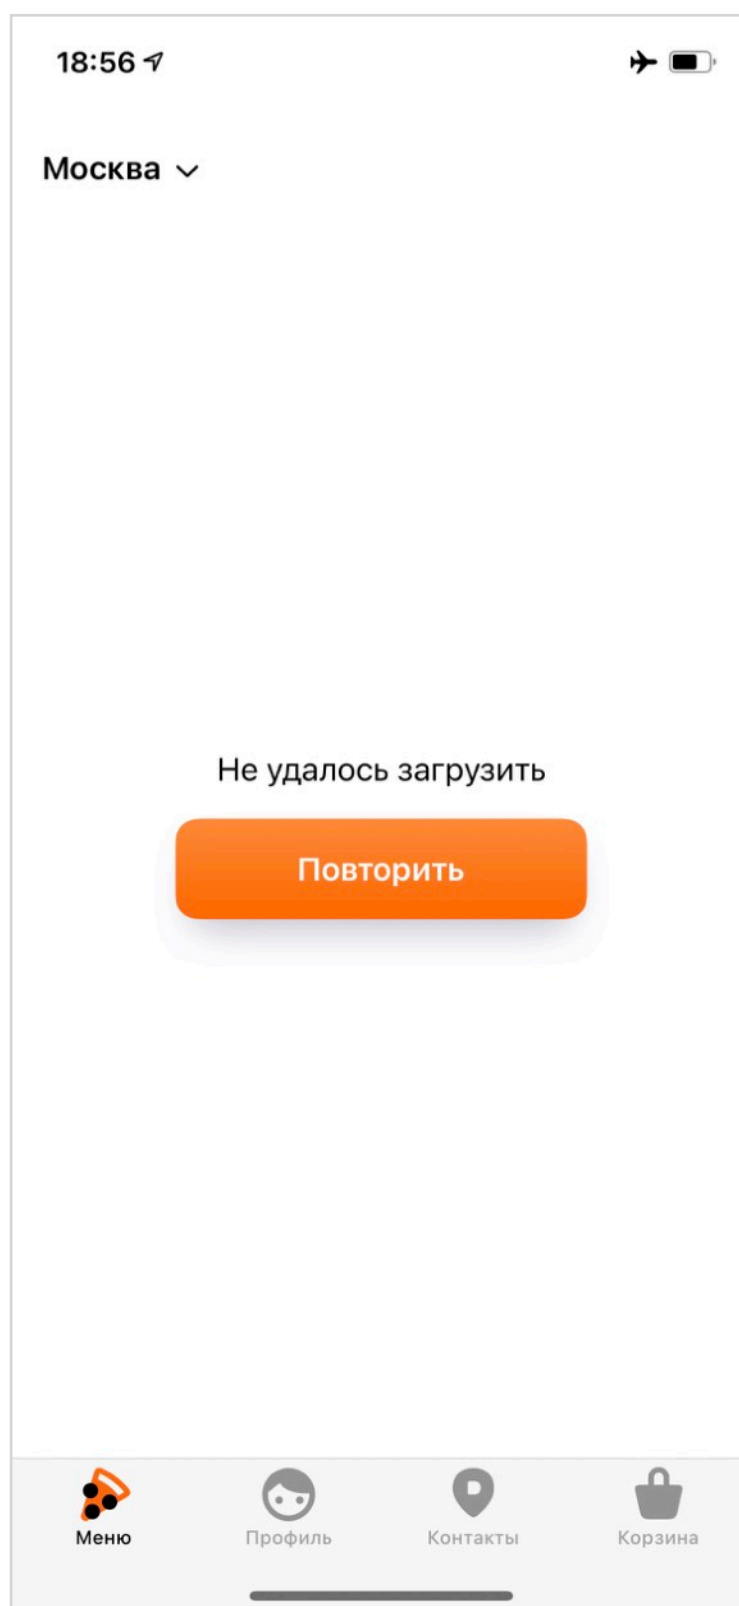 18:56
Москва
Не удалось загрузить
Повторить
Меню
Профиль
Контакты
Корзина